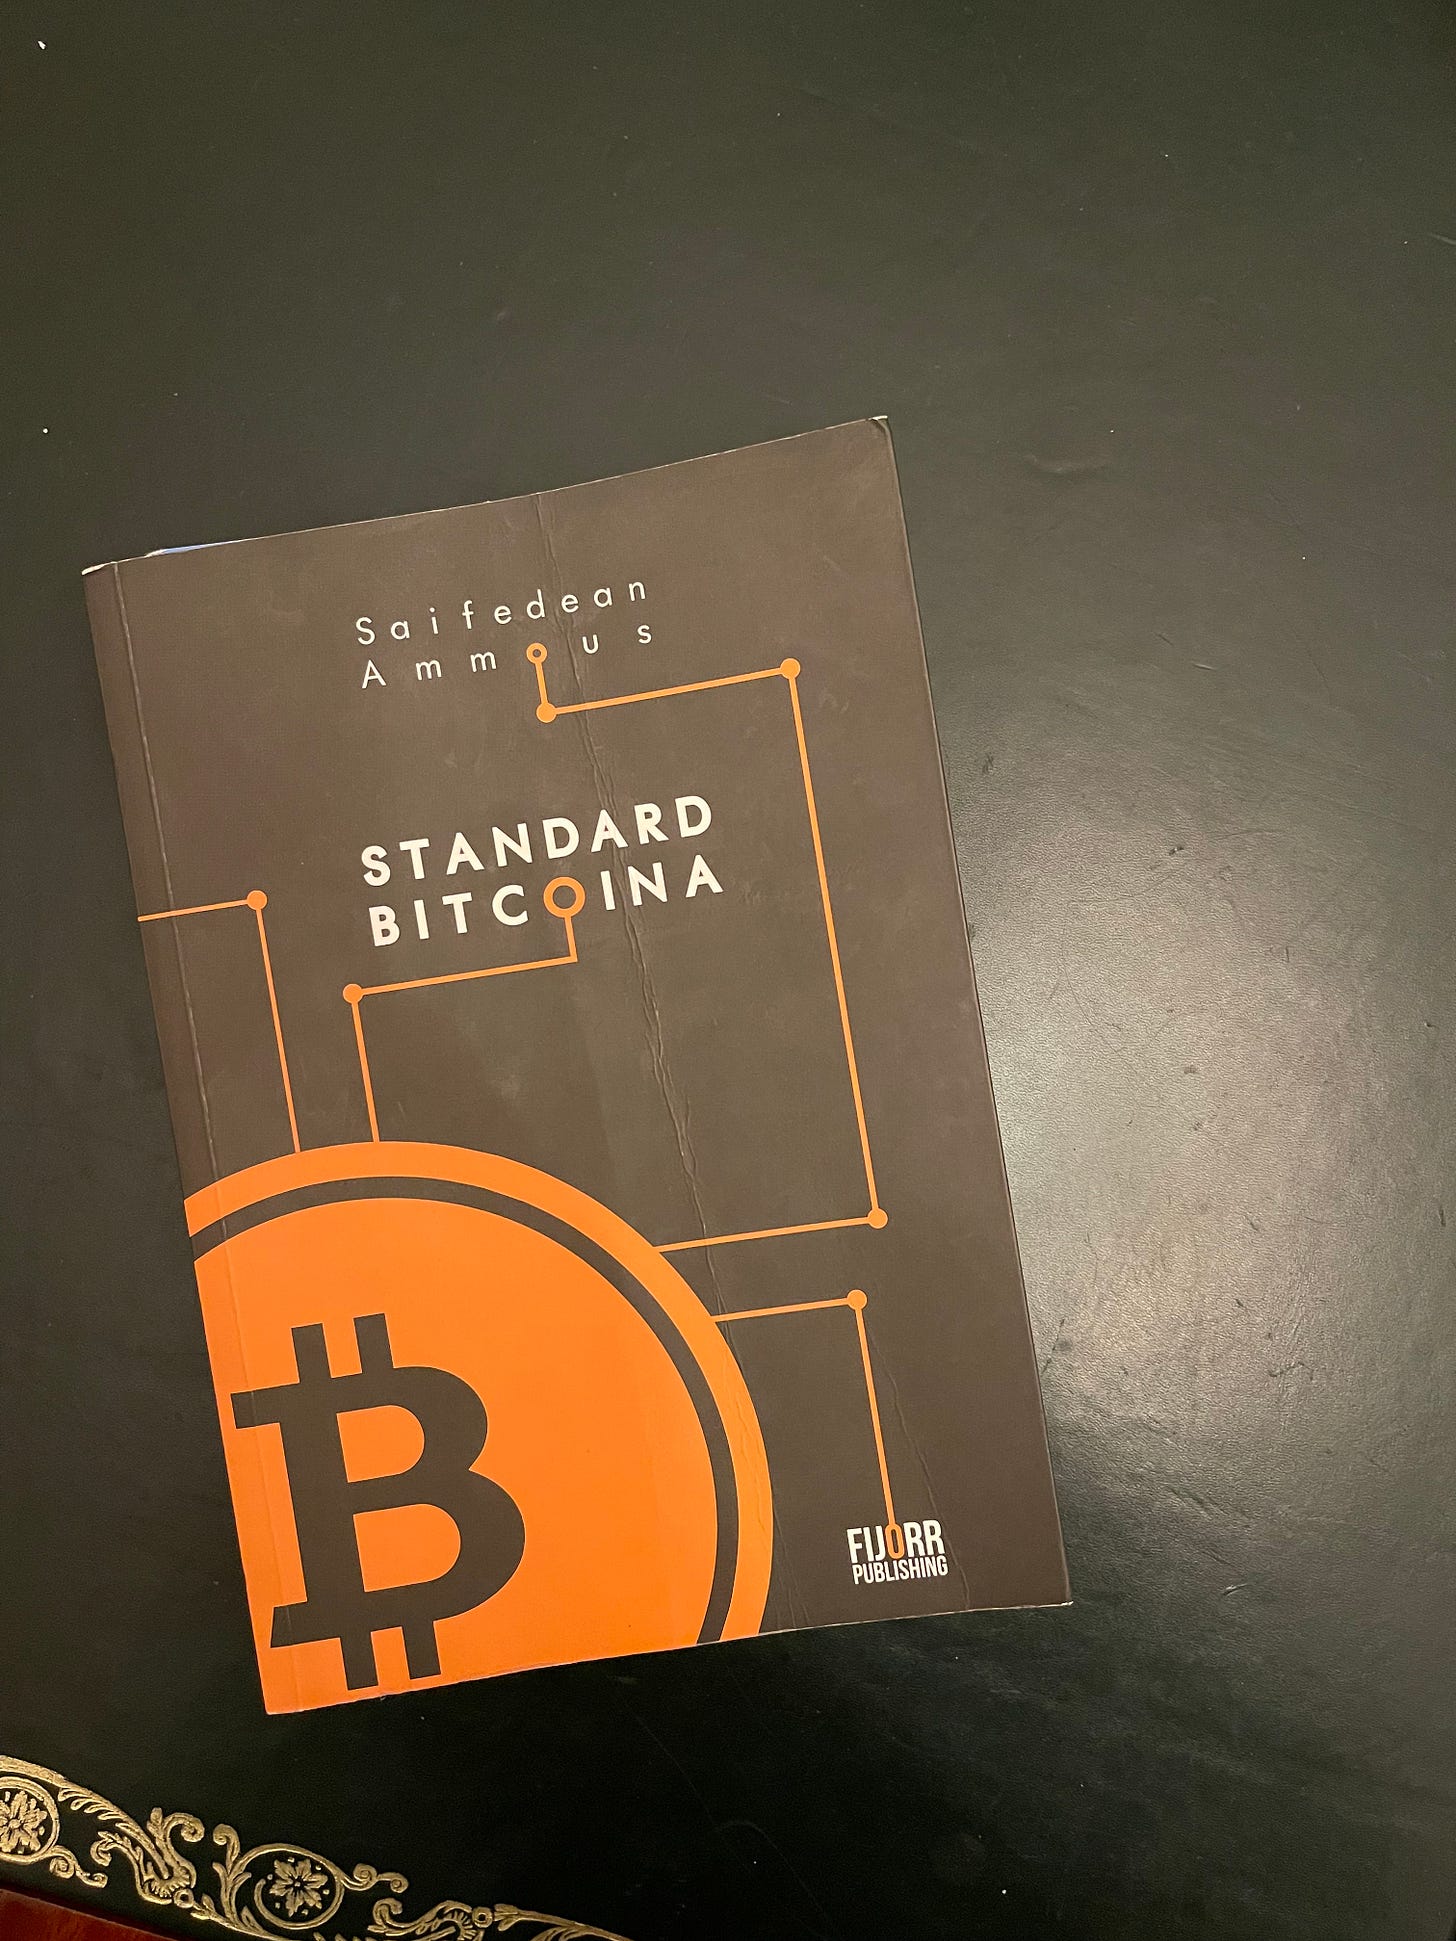 Saifedean
Ammous
STANDARD
BITCOINA
FIJORR
PUBLISHING